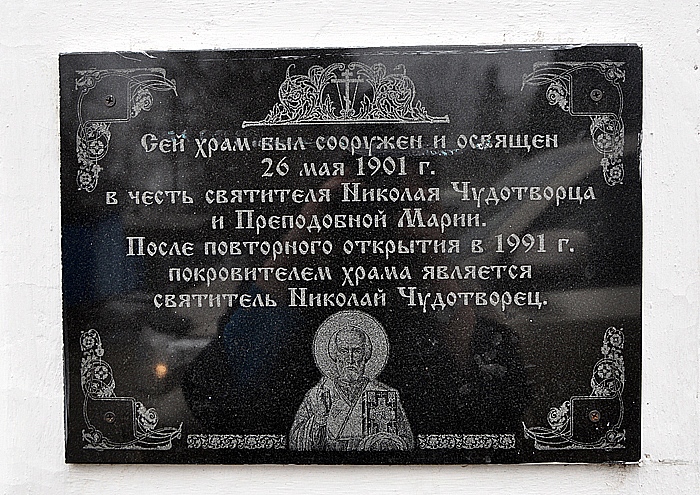 Сей храм был сооружен и освящен
26 мая 1901 г.
в честь святителя Николая Чудотворца
и Преподобной Марии.
После повторного открытия в 1991 г.
покровителем храма является
святитель Николай Чудотворец.